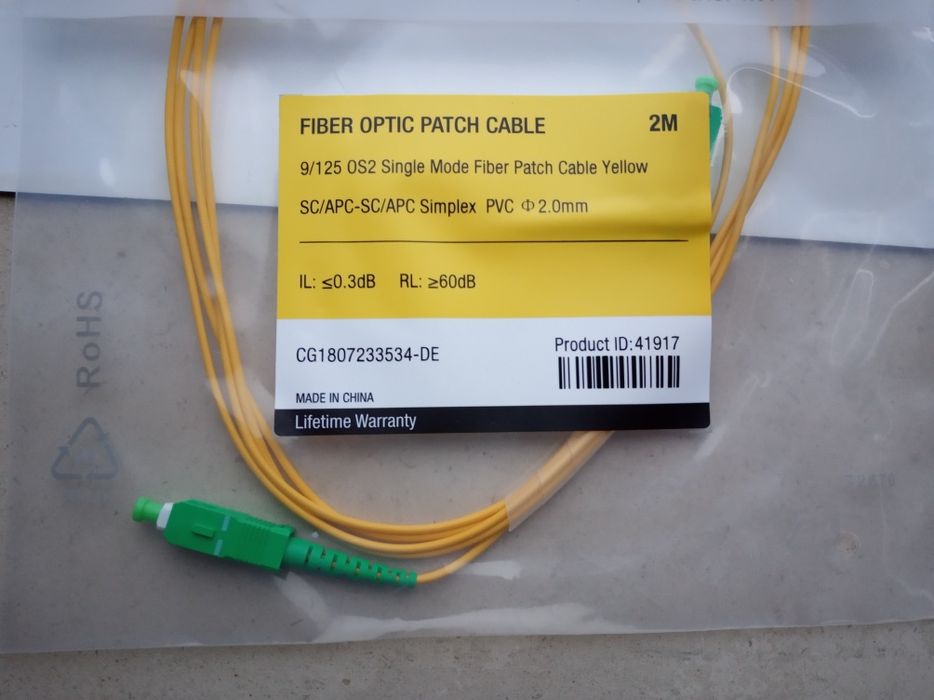 FIBER OPTIC PATCH CABLE 2M
9/125 OS2 Single Mode Fiber Patch Cable Yellow
SC/APC-SC/APC Simplex PVC Φ2.0mm
IL: ≤0.3dB RL: ≥60dB
CG1807233534-DE
Product ID:41917
MADE IN CHINA
Lifetime Warranty
RoHS